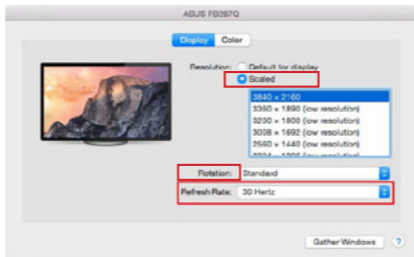 ASUS PB287Q
Display Color
Resolution: Default for display
Scaled
3840 × 2160
3360 × 1890 (low resolution)
3200 × 1800 (low resolution)
3008 × 1692 (low resolution)
2560 × 1440 (low resolution)
Rotation: Standard
Refresh Rate: 30 Hertz
Gather Windows ?